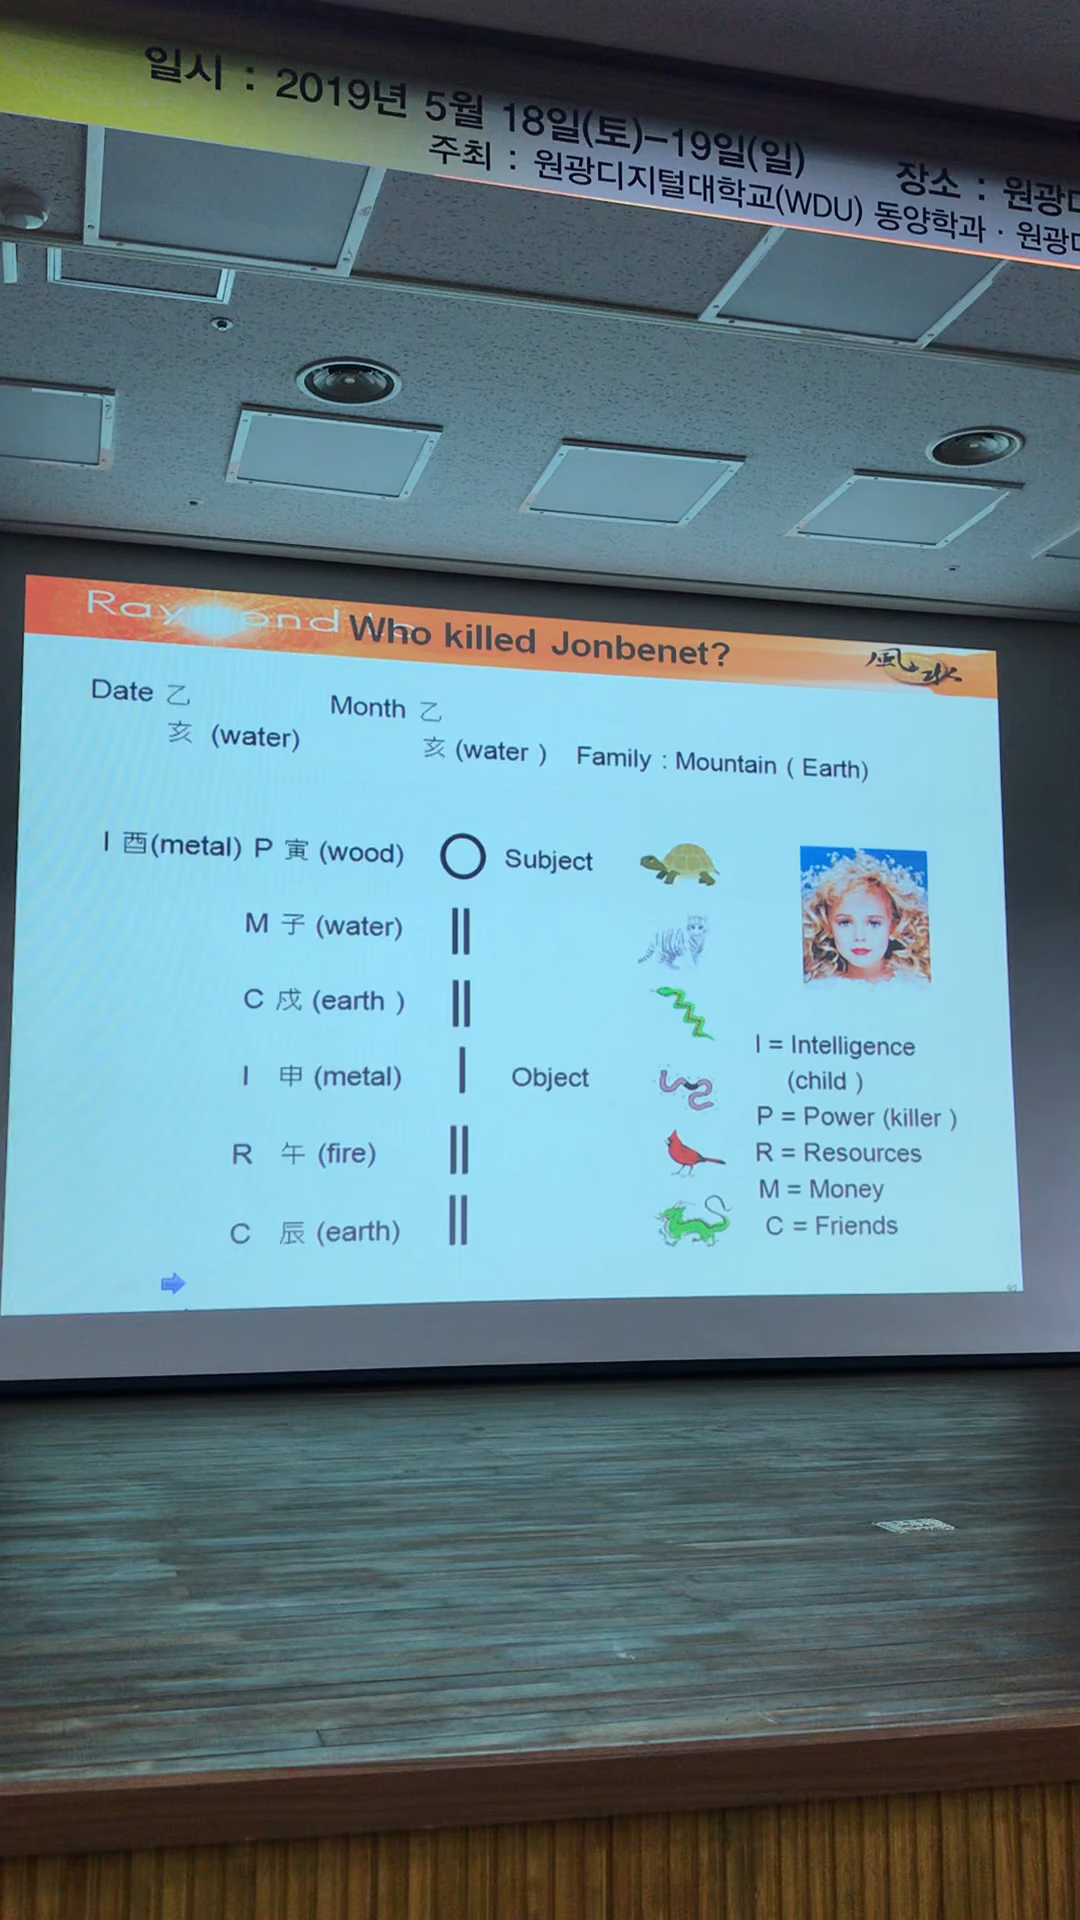 일시 : 2019년 5월 18일(토)–19일(일) 장소 : 원광디
주최 : 원광디지털대학교(WDU) 동양학과 · 원광대
Who killed Jonbenet?
風水
Date 乙 Month 乙
亥 (water) 亥 (water ) Family : Mountain ( Earth)
I 酉(metal) P 寅 (wood) Subject
M 子 (water)
C 戌 (earth )
I 申 (metal) Object
R 午 (fire)
C 辰 (earth)
I = Intelligence
(child )
P = Power (killer )
R = Resources
M = Money
C = Friends